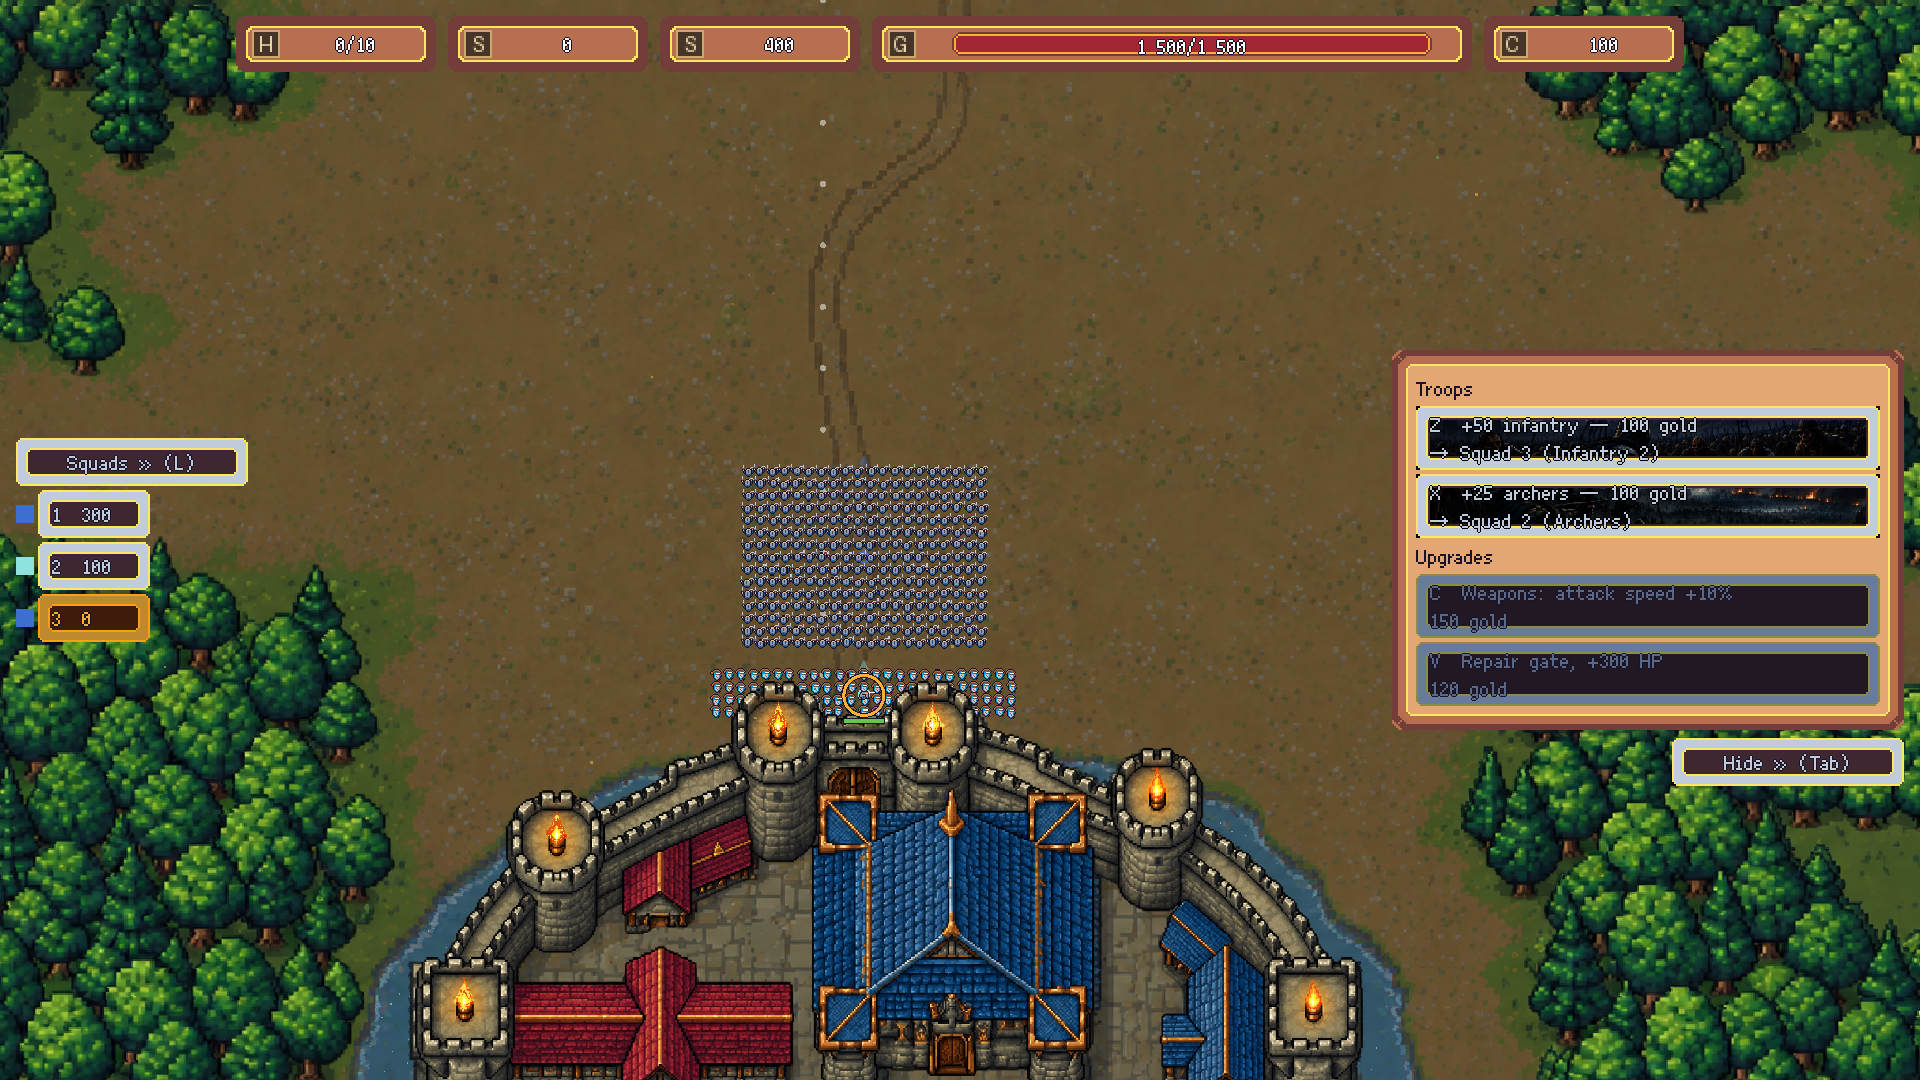 H 0/10
S 0
S 400
G 1 500/1 500
C 100
Squads » (L)
1 300
2 100
3 0
Troops
Z +50 infantry — 100 gold
→ Squad 3 (Infantry 2)
X +25 archers — 100 gold
→ Squad 2 (Archers)
Upgrades
C Weapons: attack speed +10%
150 gold
V Repair gate, +300 HP
120 gold
Hide » (Tab)